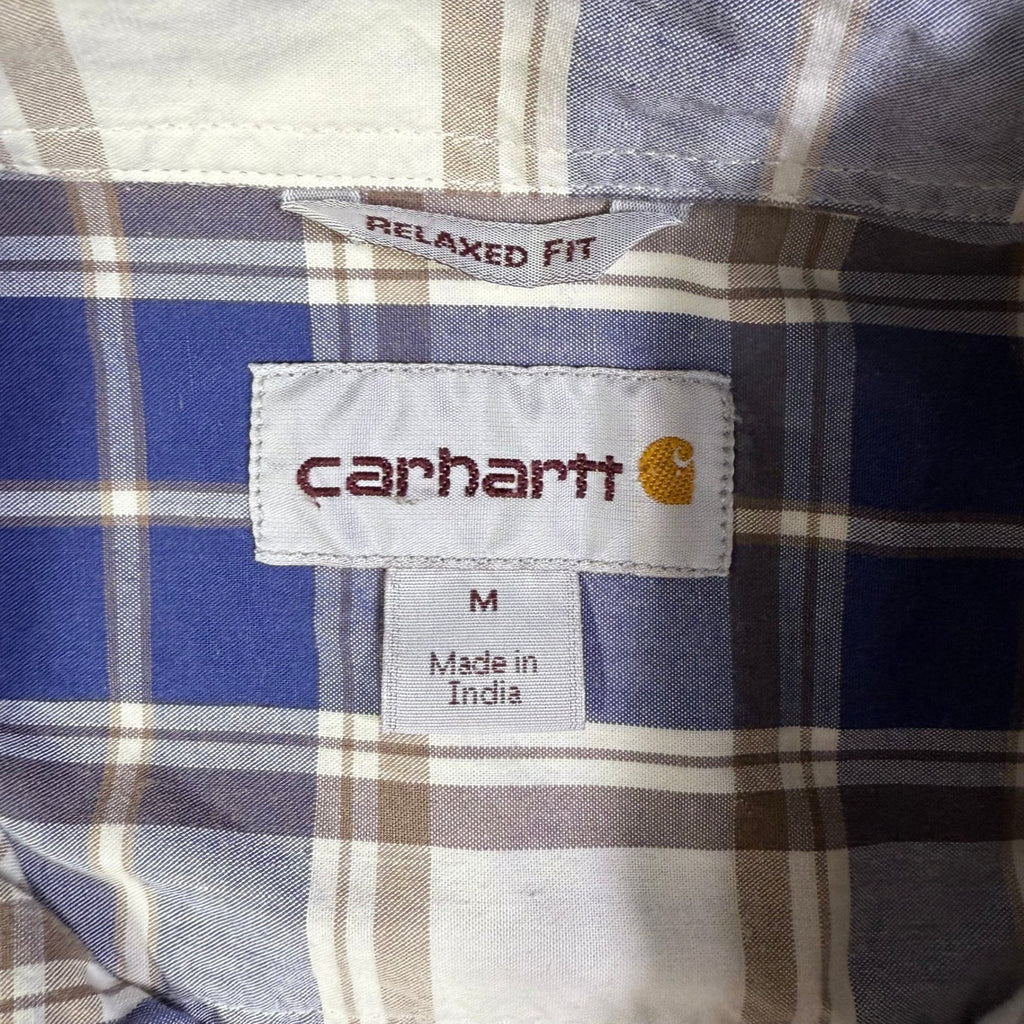 RELAXED FIT
carhartt
M
Made in
India